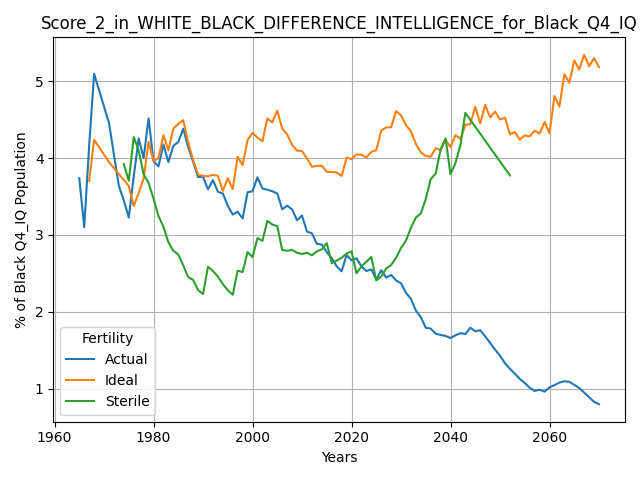 Score_2_in_WHITE_BLACK_DIFFERENCE_INTELLIGENCE_for_Black_Q4_IQ
% of Black Q4_IQ Population
5
4
3
2
1
Fertility
Actual
Ideal
Sterile
1960 1980 2000 2020 2040 2060
Years